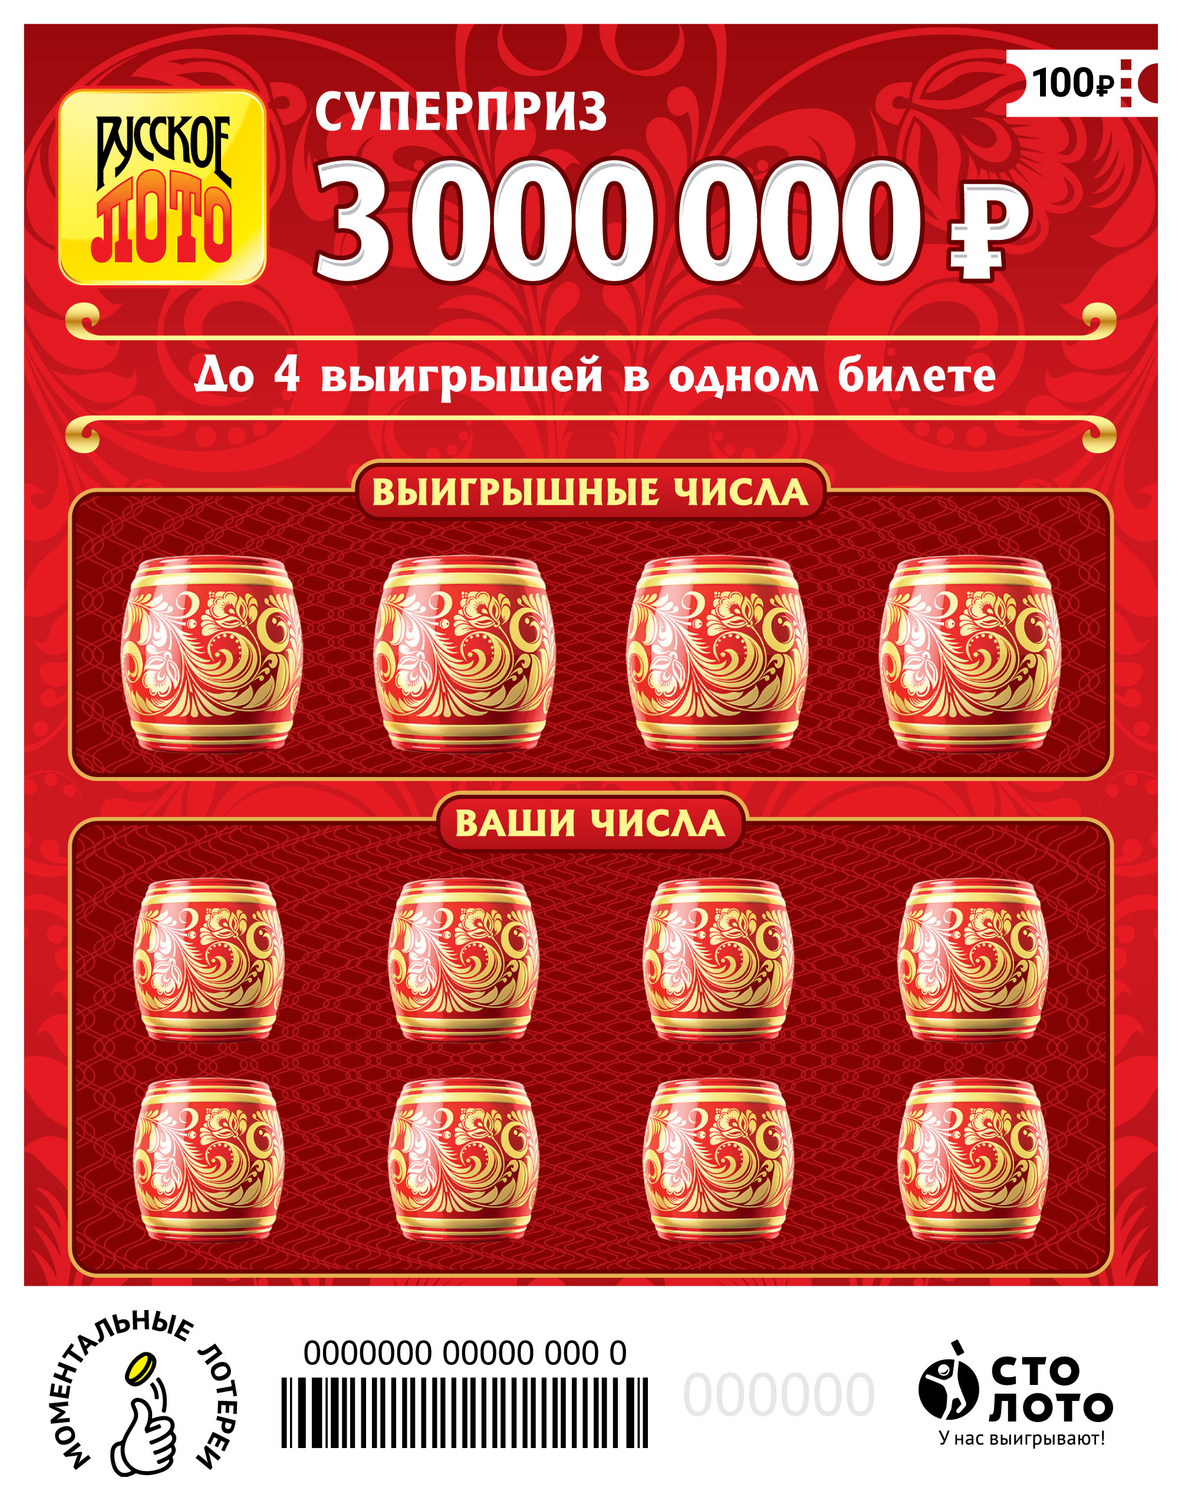 100₽
РУССКОЕ
ЛОТО
СУПЕРПРИЗ
3 000 000 ₽
До 4 выигрышей в одном билете
ВЫИГРЫШНЫЕ ЧИСЛА
ВАШИ ЧИСЛА
МОМЕНТАЛЬНЫЕ ЛОТЕРЕИ
0000000 00000 000 0
000000
СТО
ЛОТО
У нас выигрывают!